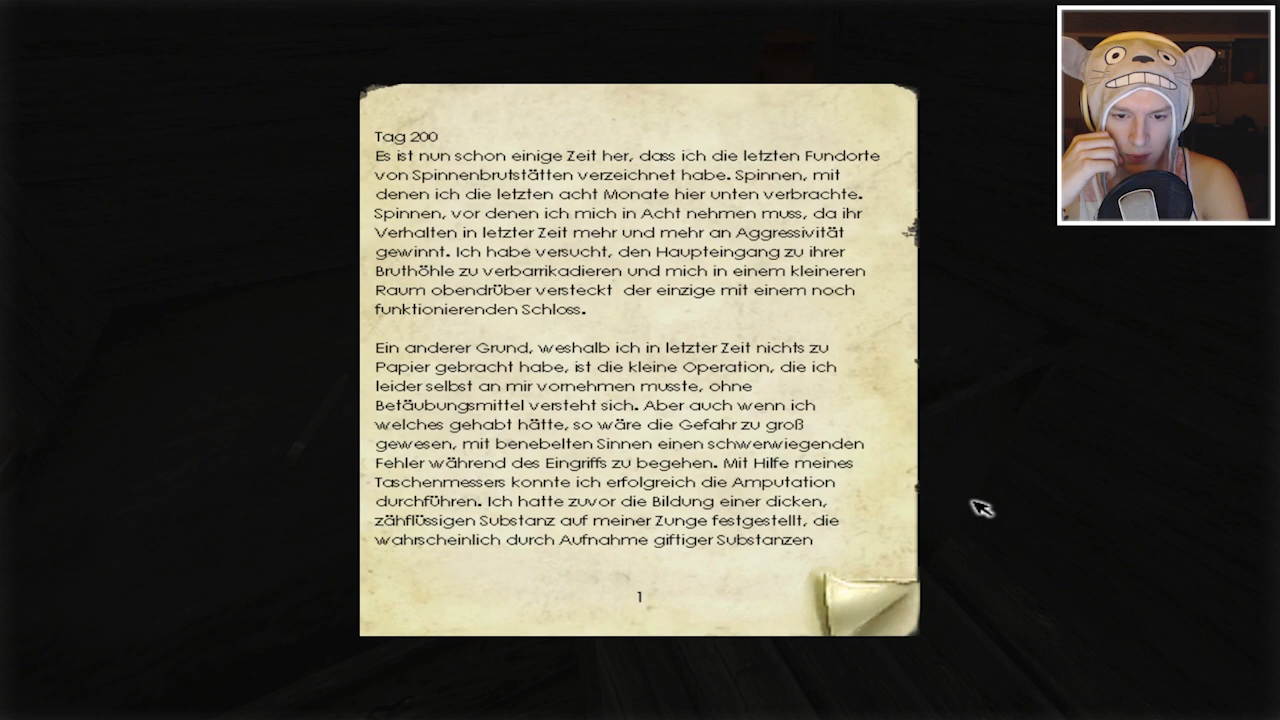 Tag 200
Es ist nun schon einige Zeit her, dass ich die letzten Fundorte
von Spinnenbrutstätten verzeichnet habe. Spinnen, mit
denen ich die letzten acht Monate hier unten verbrachte.
Spinnen, vor denen ich mich in Acht nehmen muss, da ihr
Verhalten in letzter Zeit mehr und mehr an Aggressivität
gewinnt. Ich habe versucht, den Haupteingang zu ihrer
Bruthöhle zu verbarrikadieren und mich in einem kleineren
Raum obendrüber versteckt der einzige mit einem noch
funktionierenden Schloss.
Ein anderer Grund, weshalb ich in letzter Zeit nichts zu
Papier gebracht habe, ist die kleine Operation, die ich
leider selbst an mir vornehmen musste, ohne
Betäubungsmittel versteht sich. Aber auch wenn ich
welches gehabt hätte, so wäre die Gefahr zu groß
gewesen, mit benebelten Sinnen einen schwerwiegenden
Fehler während des Eingriffs zu begehen. Mit Hilfe meines
Taschenmessers konnte ich erfolgreich die Amputation
durchführen. Ich hatte zuvor die Bildung einer dicken,
zähflüssigen Substanz auf meiner Zunge festgestellt, die
wahrscheinlich durch Aufnahme giftiger Substanzen
1